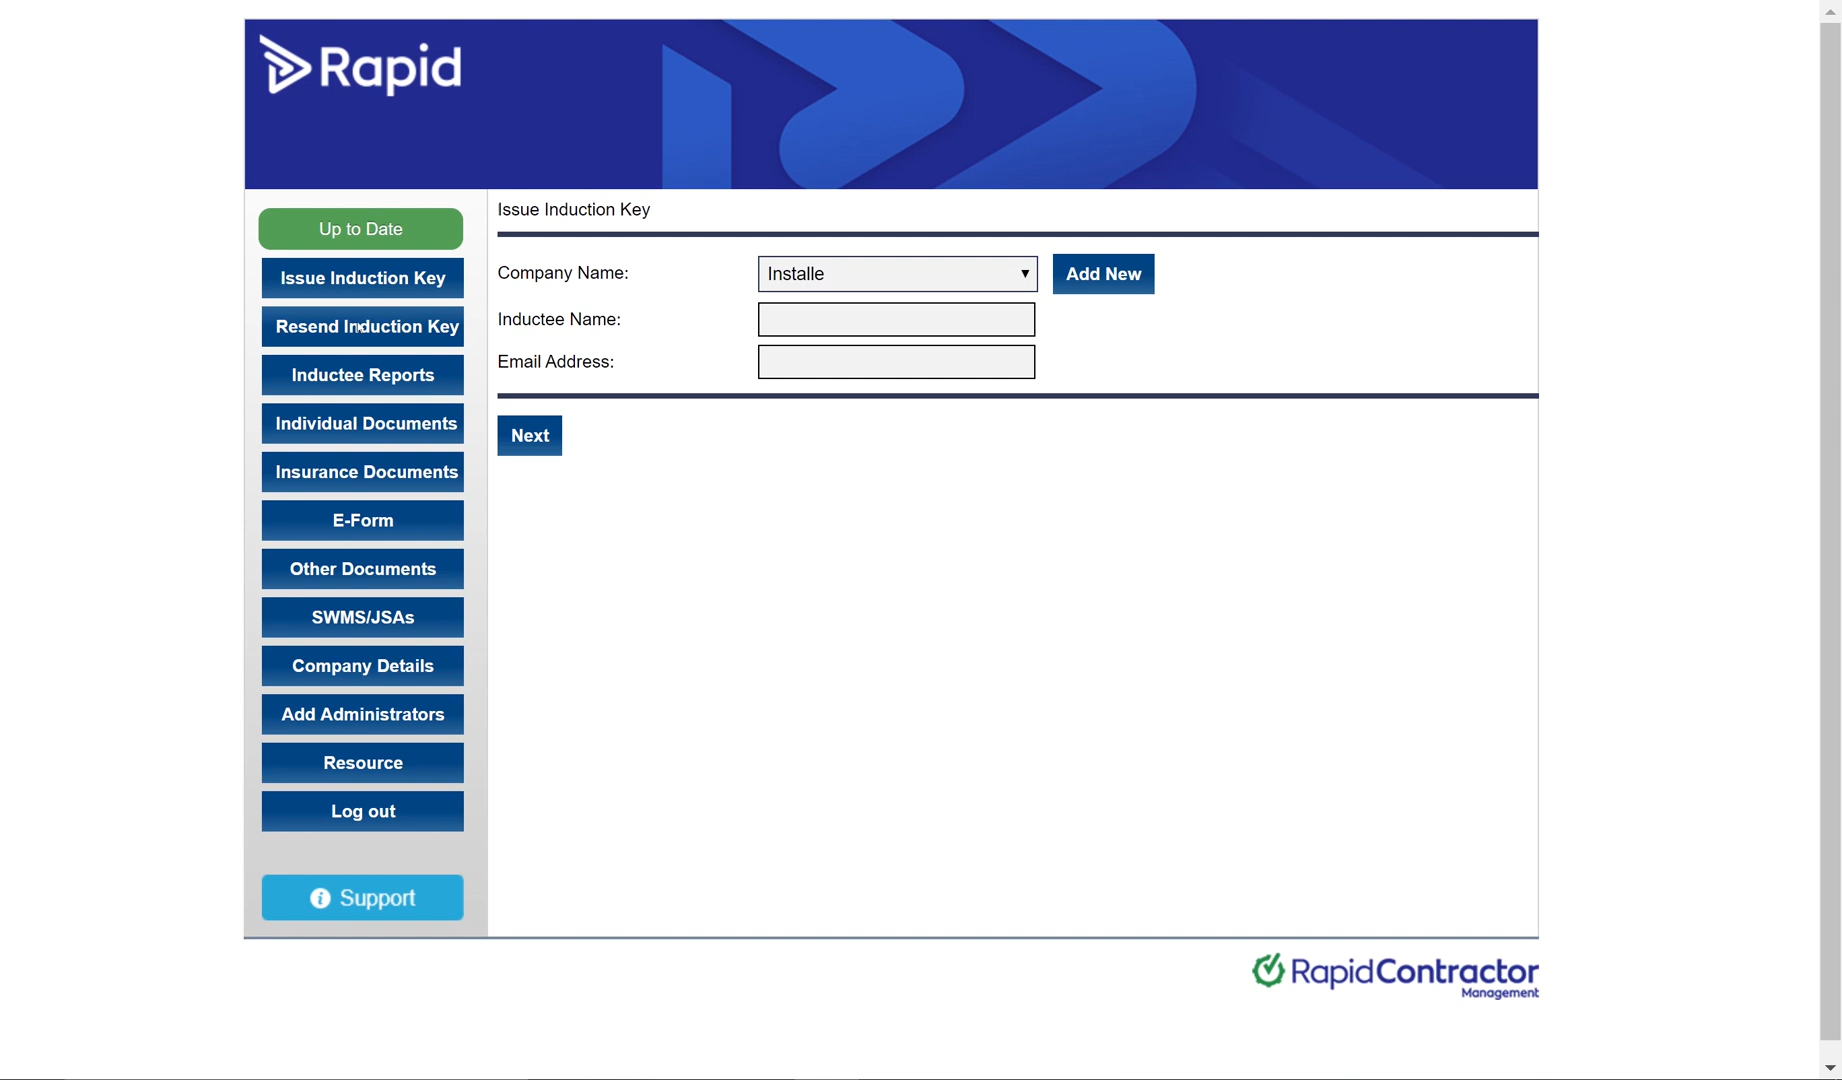 Rapid
Up to Date
Issue Induction Key
Resend Induction Key
Inductee Reports
Individual Documents
Insurance Documents
E-Form
Other Documents
SWMS/JSAs
Company Details
Add Administrators
Resource
Log out
Support
Issue Induction Key
Company Name:
Installe
Add New
Inductee Name:
Email Address:
Next
RapidContractor
Management